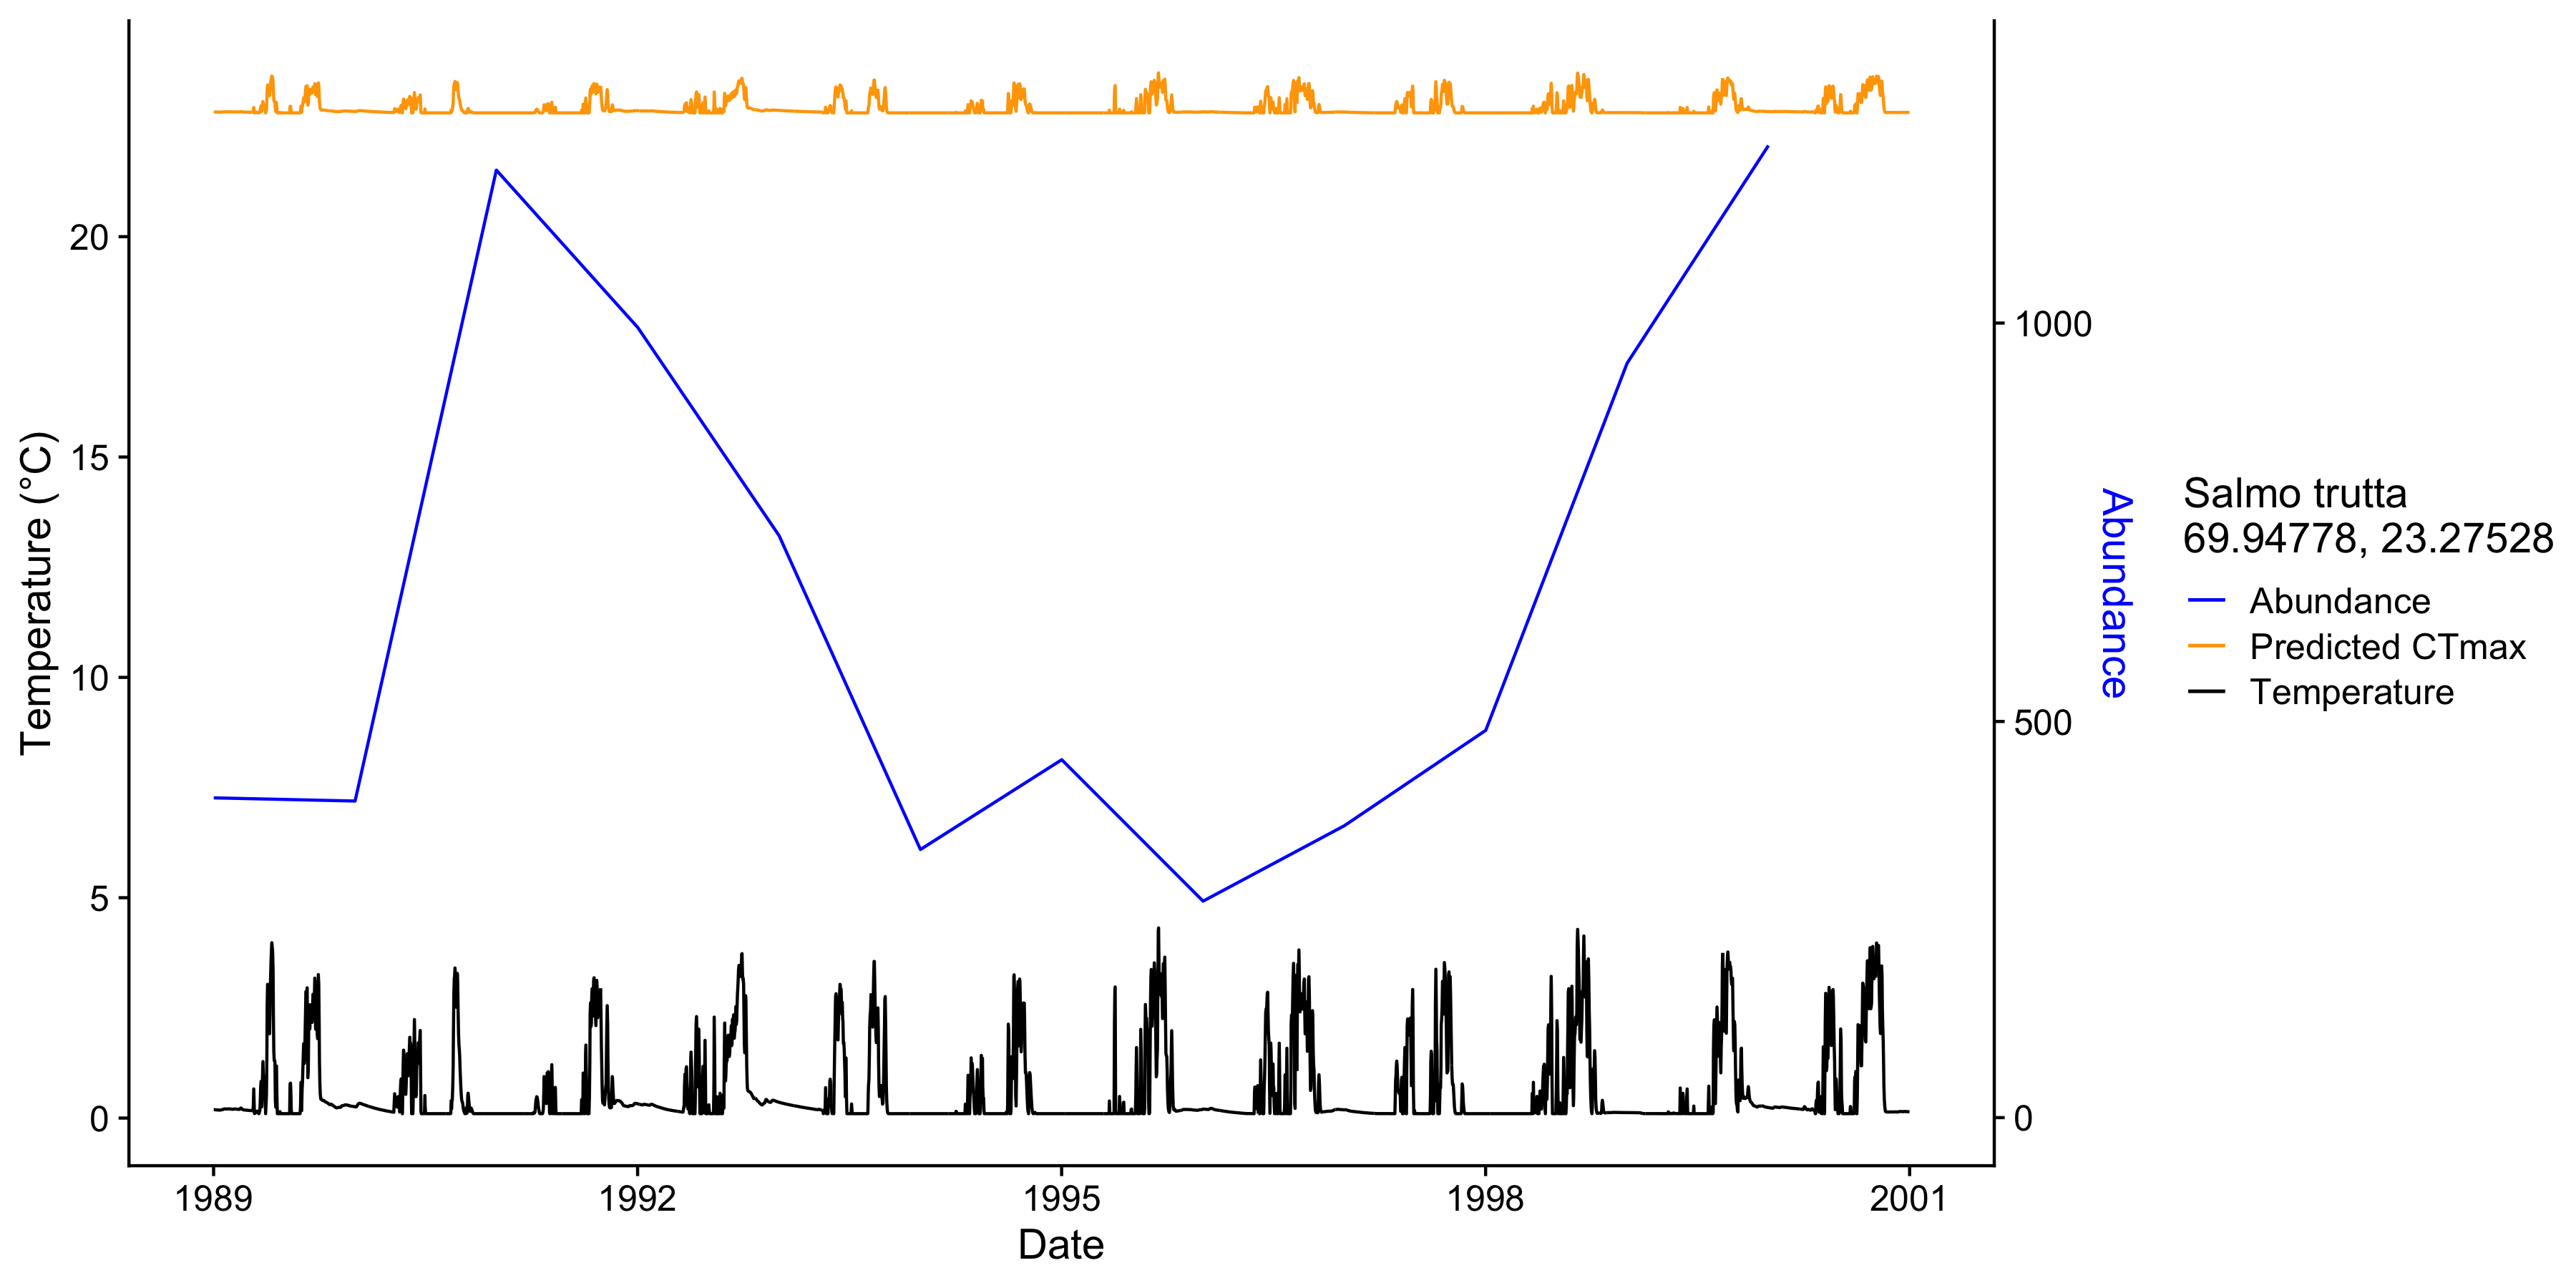 Temperature (°C)
20
15
10
5
0
1989
1992
1995
1998
2001
Date
1000
500
0
Abundance
Salmo trutta
69.94778, 23.27528
Abundance
Predicted CTmax
Temperature